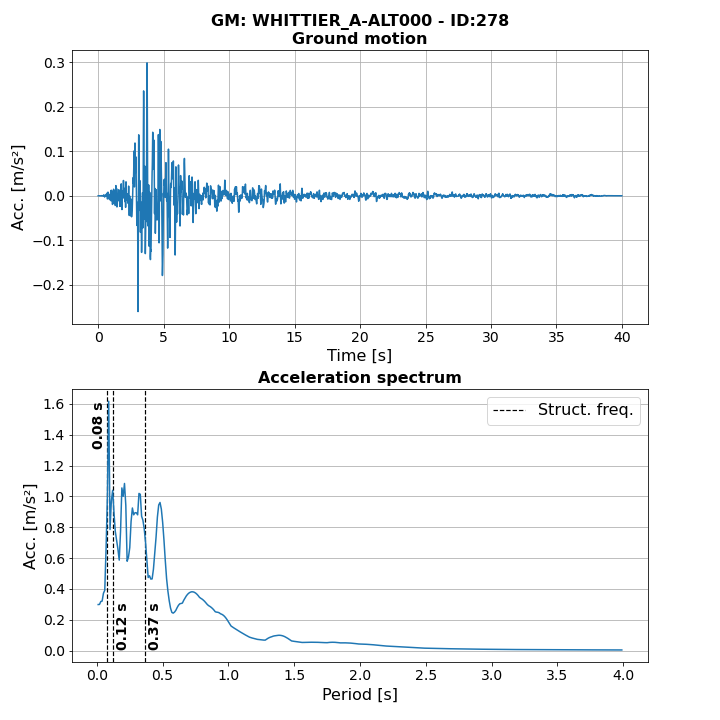 GM: WHITTIER_A-ALT000 - ID:278
Ground motion
0.3
0.2
0.1
0.0
−0.1
−0.2
Acc. [m/s²]
0 5 10 15 20 25 30 35 40
Time [s]
Acceleration spectrum
1.6
1.4
1.2
1.0
0.8
0.6
0.4
0.2
0.0
Acc. [m/s²]
Struct. freq.
0.08 s
0.12 s
0.37 s
0.0 0.5 1.0 1.5 2.0 2.5 3.0 3.5 4.0
Period [s]